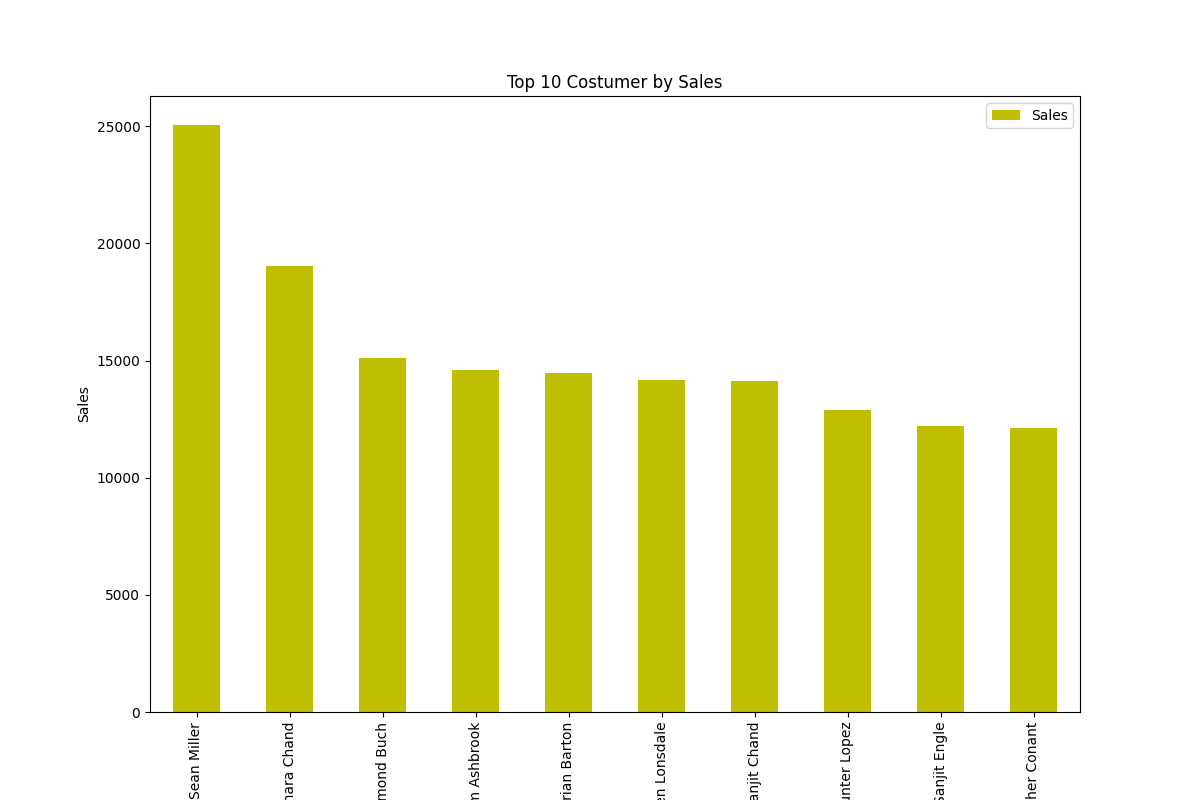 Top 10 Costumer by Sales
Sales
25000
20000
15000
10000
5000
0
Sales
Sean Miller
Chand
Buch
Ashbrook
Barton
Lonsdale
Chand
Lopez
Sanjit Engle
Conant